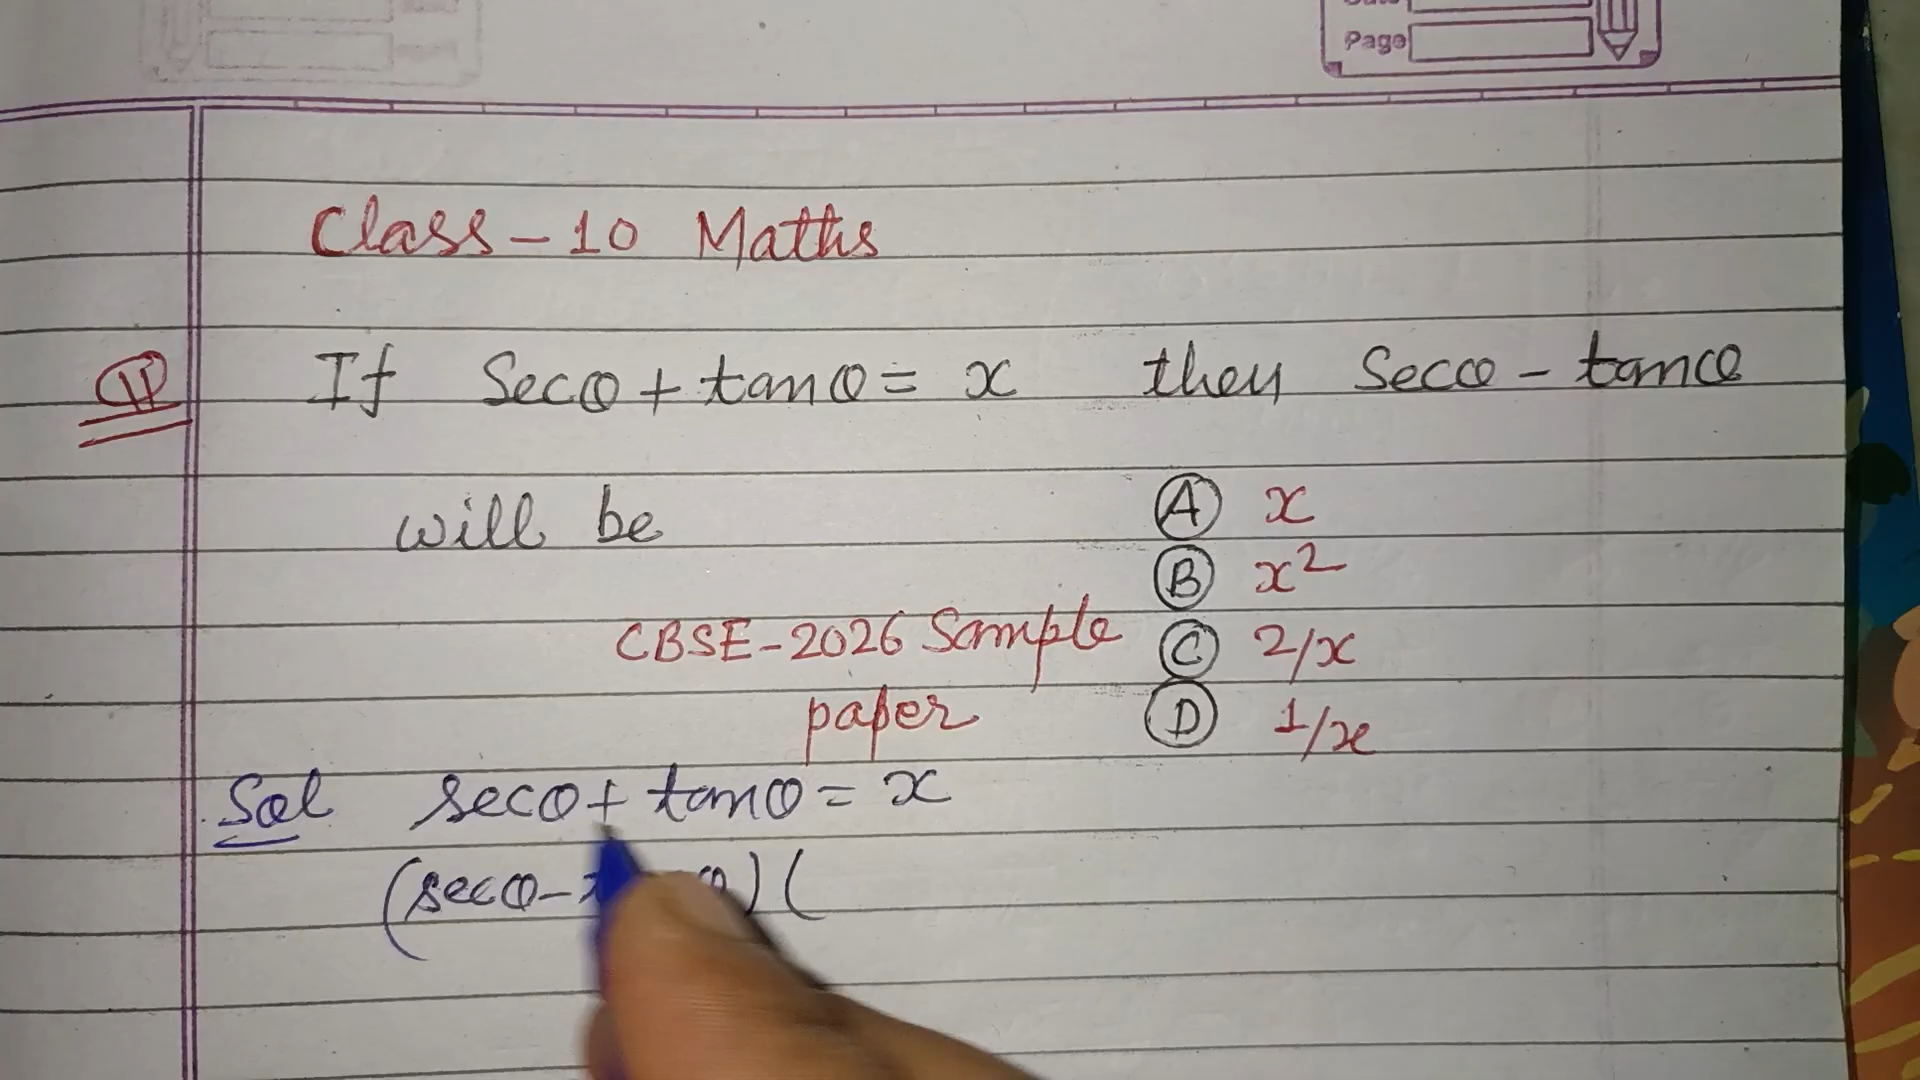 Page
Class-10 Maths
If Secθ+tanθ= x then Secθ-tanθ
will be
Ⓐ x
Ⓑ x²
CBSE-2026 Sample paper
Ⓒ 2/x
Ⓓ 1/x
Sol secθ+tanθ=x
(secθ-
) (